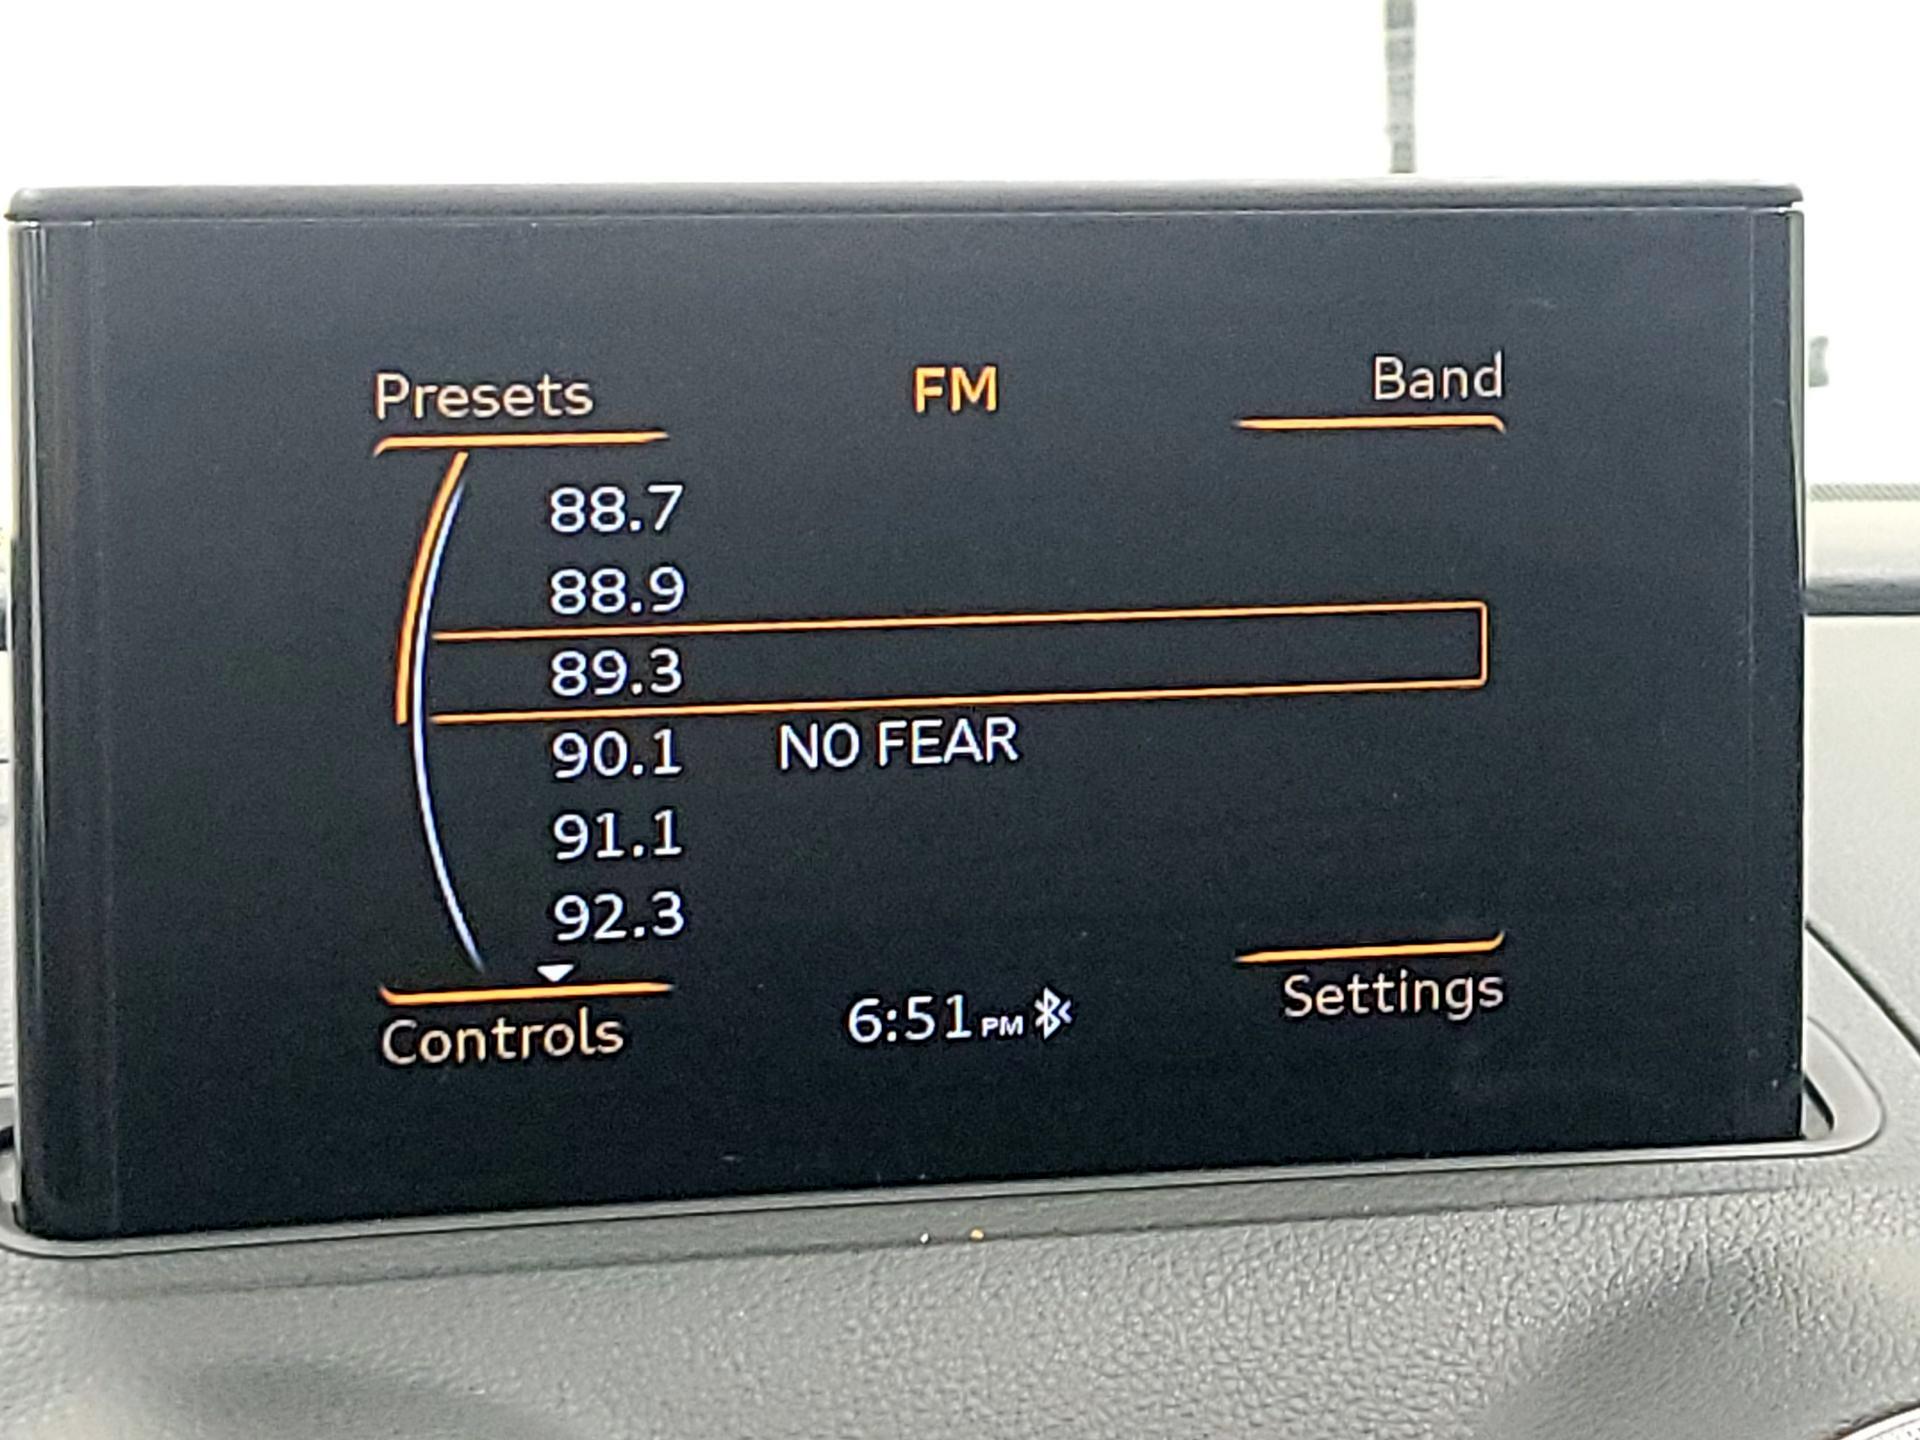 Presets FM Band
88.7
88.9
89.3
90.1 NO FEAR
91.1
92.3
Controls 6:51 PM Settings